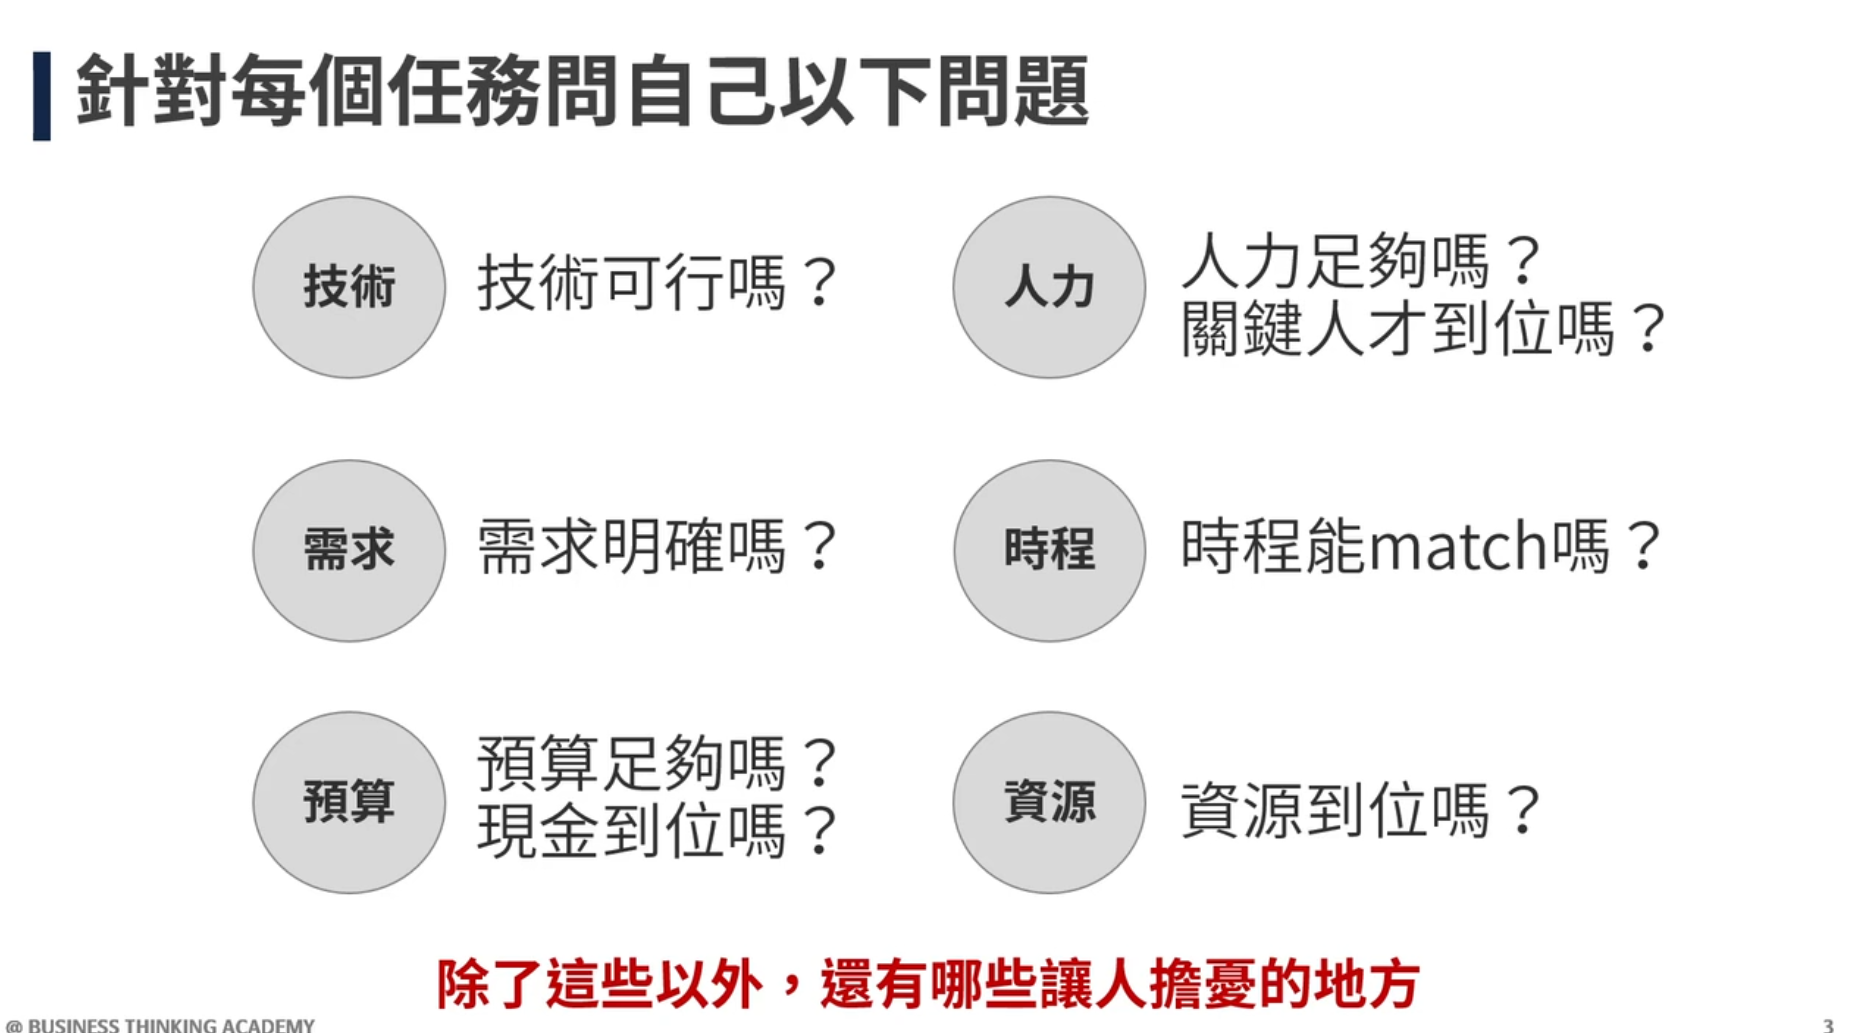 針對每個任務問自己以下問題
技術
技術可行嗎？
人力
人力足夠嗎？
關鍵人才到位嗎？
需求
需求明確嗎？
時程
時程能match嗎？
預算
預算足夠嗎？
現金到位嗎？
資源
資源到位嗎？
除了這些以外，還有哪些讓人擔憂的地方
@ BUSINESS THINKING ACADEMY
3